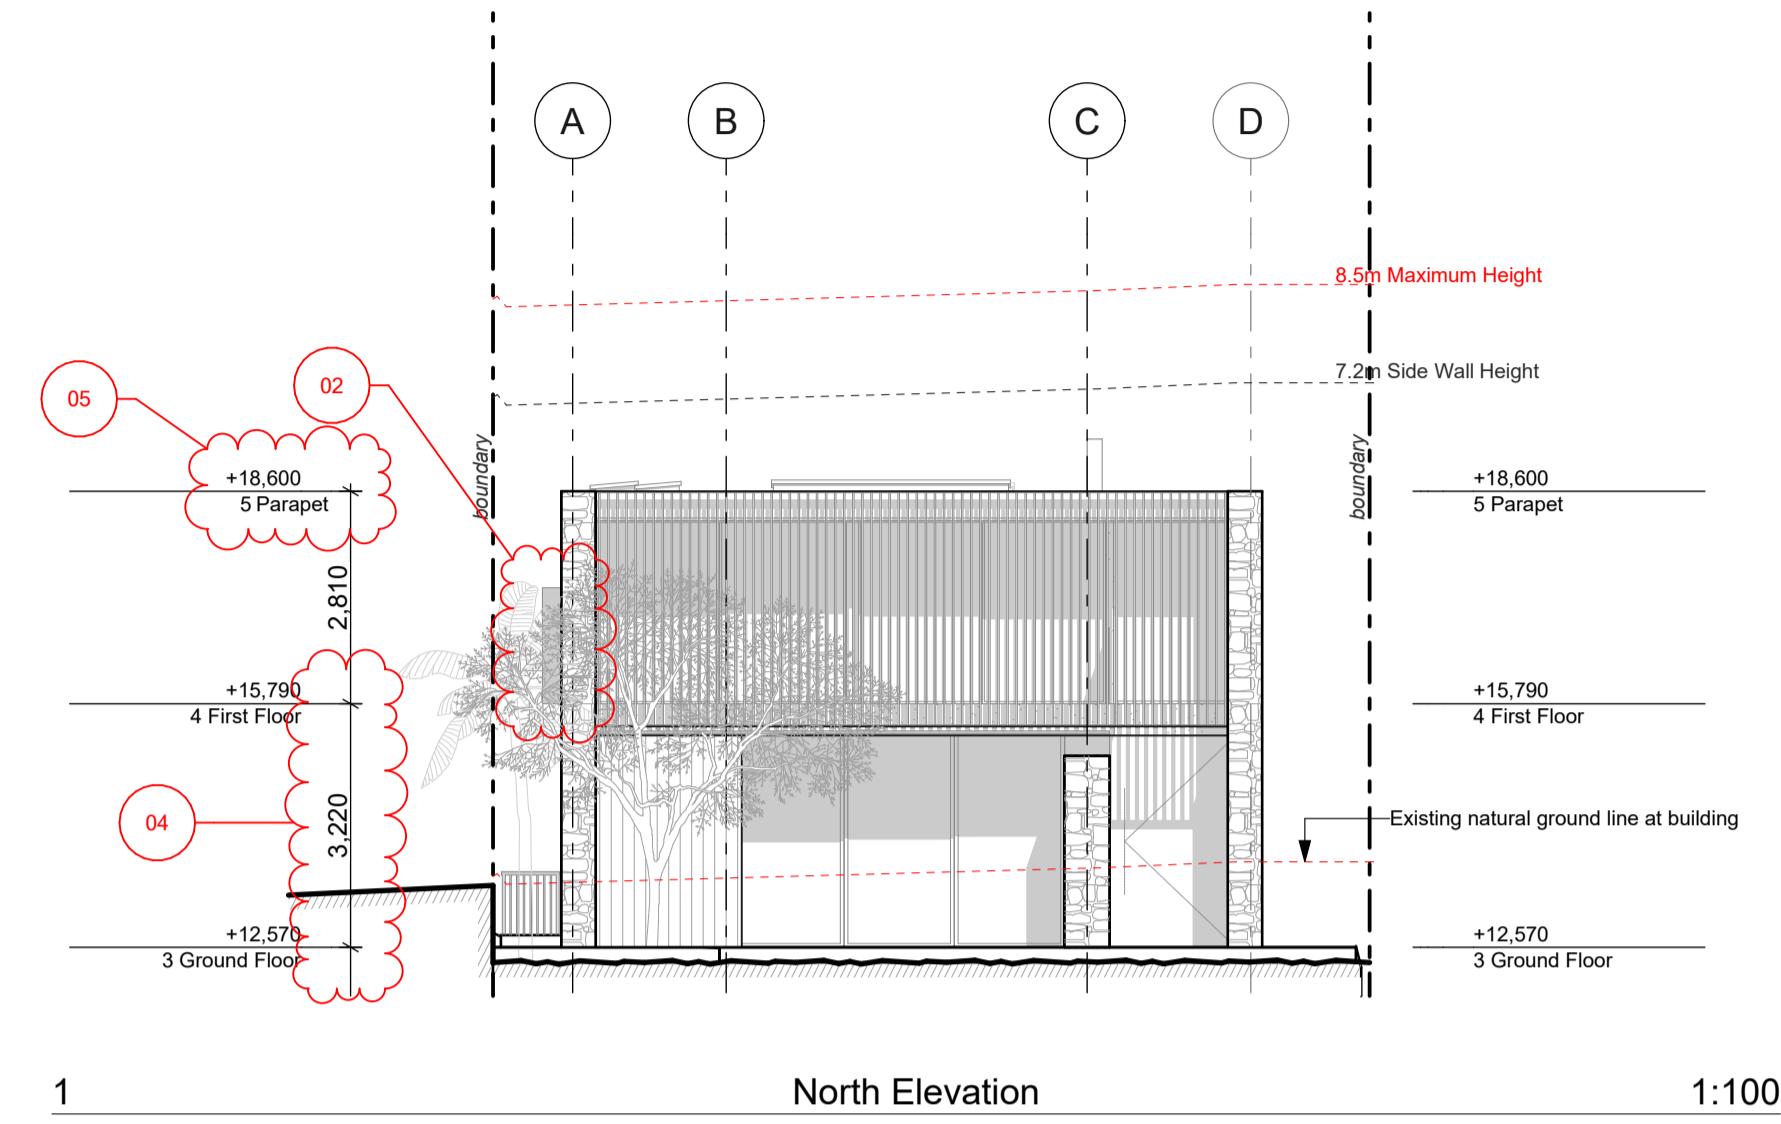 A B C D
8.5m Maximum Height
02
7.2m Side Wall Height
05
boundary
boundary
+18,600
5 Parapet
+18,600
5 Parapet
2,810
+15,790
4 First Floor
+15,790
4 First Floor
04
3,220
Existing natural ground line at building
+12,570
3 Ground Floor
+12,570
3 Ground Floor
1 North Elevation 1:100